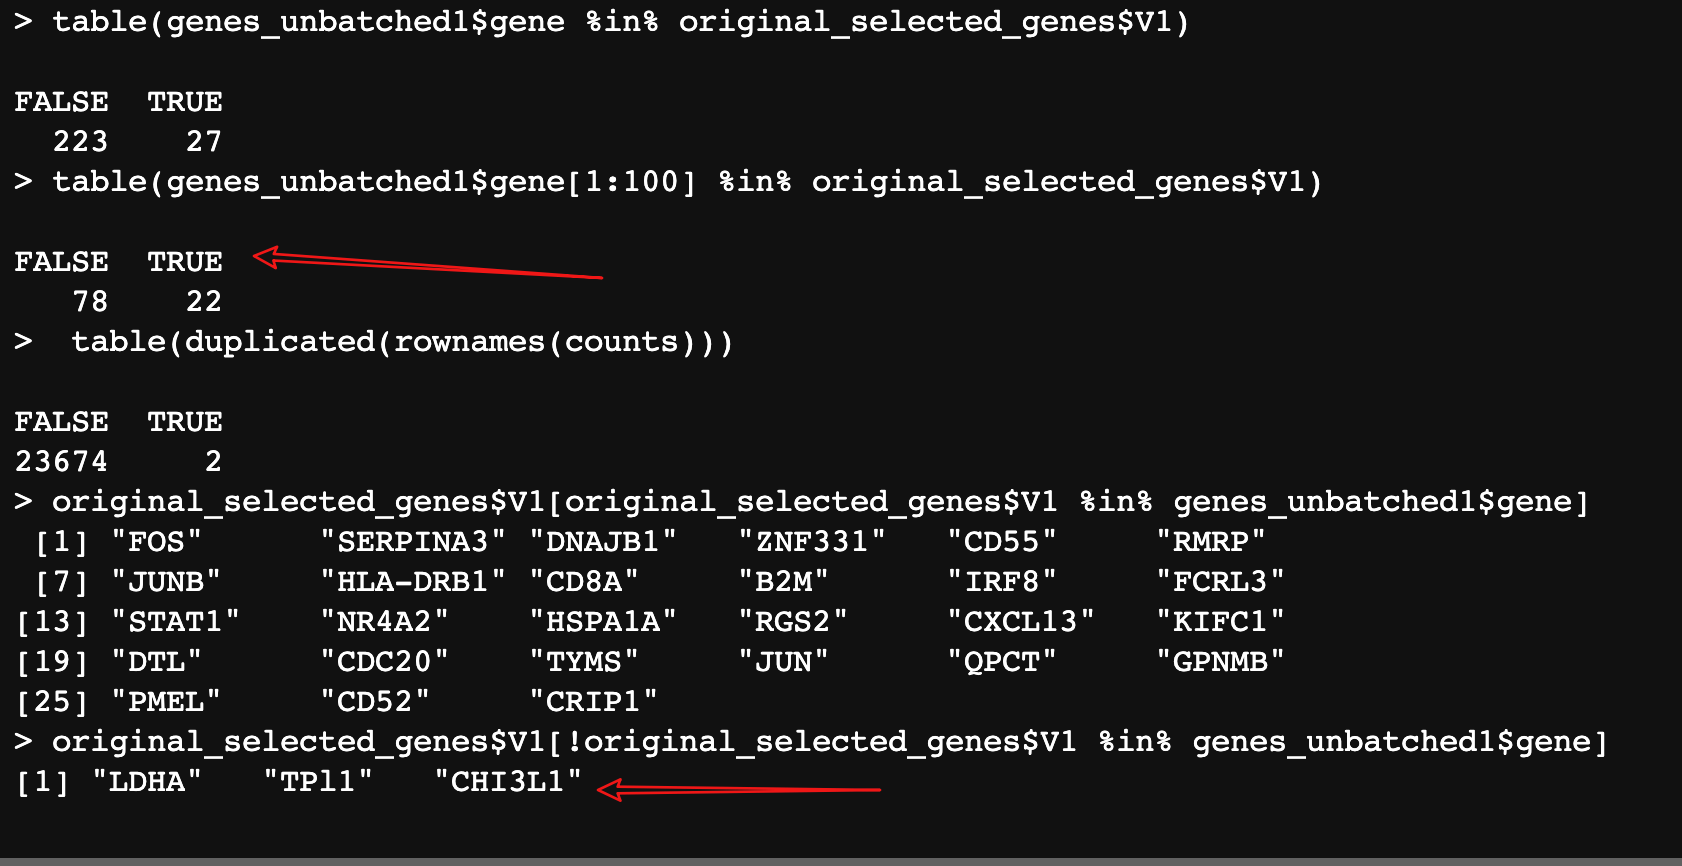 > table(genes_unbatched1$gene %in% original_selected_genes$V1)
FALSE  TRUE
  223    27
> table(genes_unbatched1$gene[1:100] %in% original_selected_genes$V1)
FALSE  TRUE
   78    22
>  table(duplicated(rownames(counts)))
FALSE  TRUE
23674     2
> original_selected_genes$V1[original_selected_genes$V1 %in% genes_unbatched1$gene]
 [1] "FOS"      "SERPINA3" "DNAJB1"   "ZNF331"   "CD55"     "RMRP"
 [7] "JUNB"     "HLA-DRB1" "CD8A"     "B2M"      "IRF8"     "FCRL3"
[13] "STAT1"    "NR4A2"    "HSPA1A"   "RGS2"     "CXCL13"   "KIFC1"
[19] "DTL"      "CDC20"    "TYMS"     "JUN"      "QPCT"     "GPNMB"
[25] "PMEL"     "CD52"     "CRIP1"
> original_selected_genes$V1[!original_selected_genes$V1 %in% genes_unbatched1$gene]
[1] "LDHA"   "TPl1"   "CHI3L1"